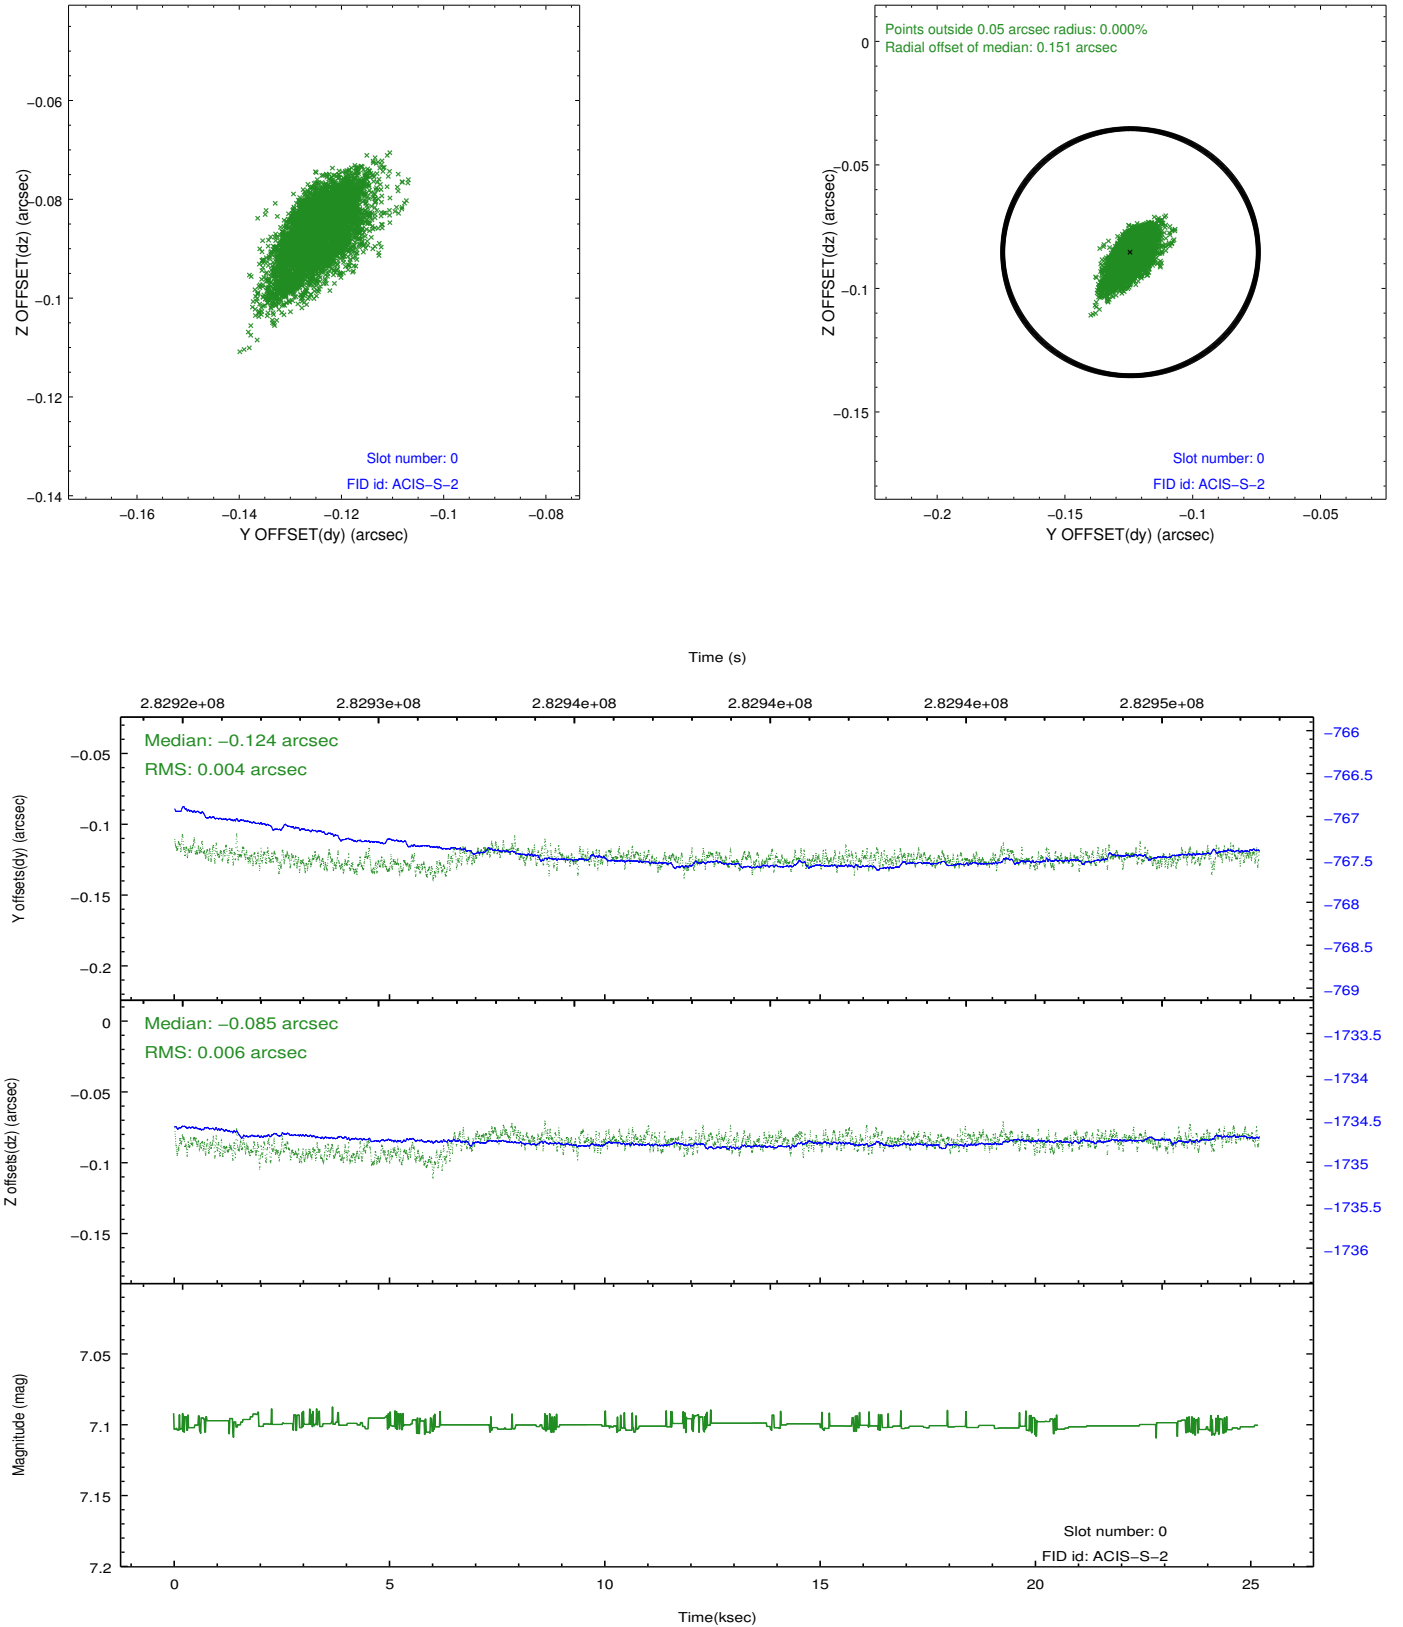 −0.06
−0.08
−0.1
−0.12
−0.14
Z OFFSET(dz) (arcsec)
−0.16
−0.14
−0.12
−0.1
−0.08
Y OFFSET(dy) (arcsec)
Slot number: 0
FID id: ACIS−S−2
Points outside 0.05 arcsec radius: 0.000%
Radial offset of median: 0.151 arcsec
0
−0.05
−0.1
−0.15
Z OFFSET(dz) (arcsec)
−0.2
−0.15
−0.1
−0.05
Y OFFSET(dy) (arcsec)
Slot number: 0
FID id: ACIS−S−2
Time (s)
2.8292e+08
2.8293e+08
2.8294e+08
2.8294e+08
2.8294e+08
2.8295e+08
Median: −0.124 arcsec
RMS: 0.004 arcsec
−0.05
−0.1
−0.15
−0.2
Y offsets(dy) (arcsec)
−766
−766.5
−767
−767.5
−768
−768.5
−769
Median: −0.085 arcsec
RMS: 0.006 arcsec
0
−0.05
−0.1
−0.15
Z offsets(dz) (arcsec)
−1733.5
−1734
−1734.5
−1735
−1735.5
−1736
7.05
7.1
7.15
7.2
Magnitude (mag)
Slot number: 0
FID id: ACIS−S−2
0
5
10
15
20
25
Time(ksec)